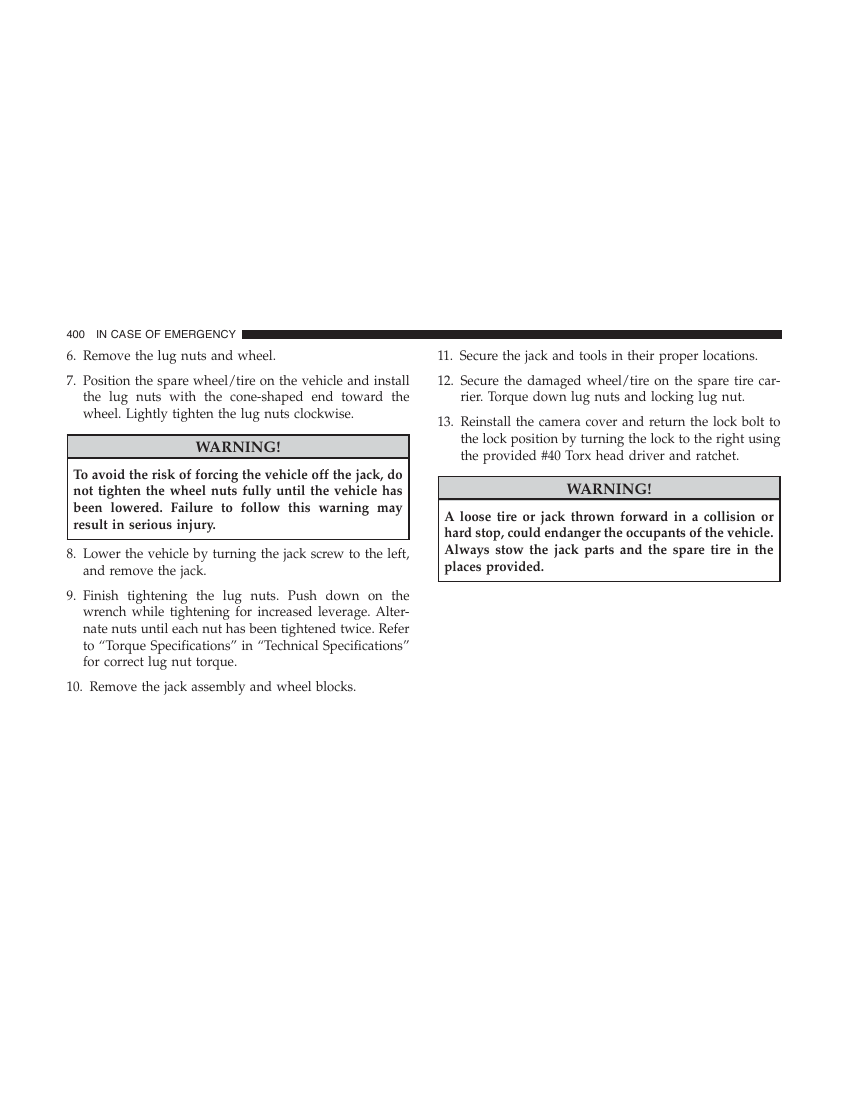 400 IN CASE OF EMERGENCY
6. Remove the lug nuts and wheel.
7. Position the spare wheel/tire on the vehicle and install
the lug nuts with the cone-shaped end toward the
wheel. Lightly tighten the lug nuts clockwise.
WARNING!
To avoid the risk of forcing the vehicle off the jack, do
not tighten the wheel nuts fully until the vehicle has
been lowered. Failure to follow this warning may
result in serious injury.
8. Lower the vehicle by turning the jack screw to the left,
and remove the jack.
9. Finish tightening the lug nuts. Push down on the
wrench while tightening for increased leverage. Alter-
nate nuts until each nut has been tightened twice. Refer
to “Torque Specifications” in “Technical Specifications”
for correct lug nut torque.
10. Remove the jack assembly and wheel blocks.
11. Secure the jack and tools in their proper locations.
12. Secure the damaged wheel/tire on the spare tire car-
rier. Torque down lug nuts and locking lug nut.
13. Reinstall the camera cover and return the lock bolt to
the lock position by turning the lock to the right using
the provided #40 Torx head driver and ratchet.
WARNING!
A loose tire or jack thrown forward in a collision or
hard stop, could endanger the occupants of the vehicle.
Always stow the jack parts and the spare tire in the
places provided.